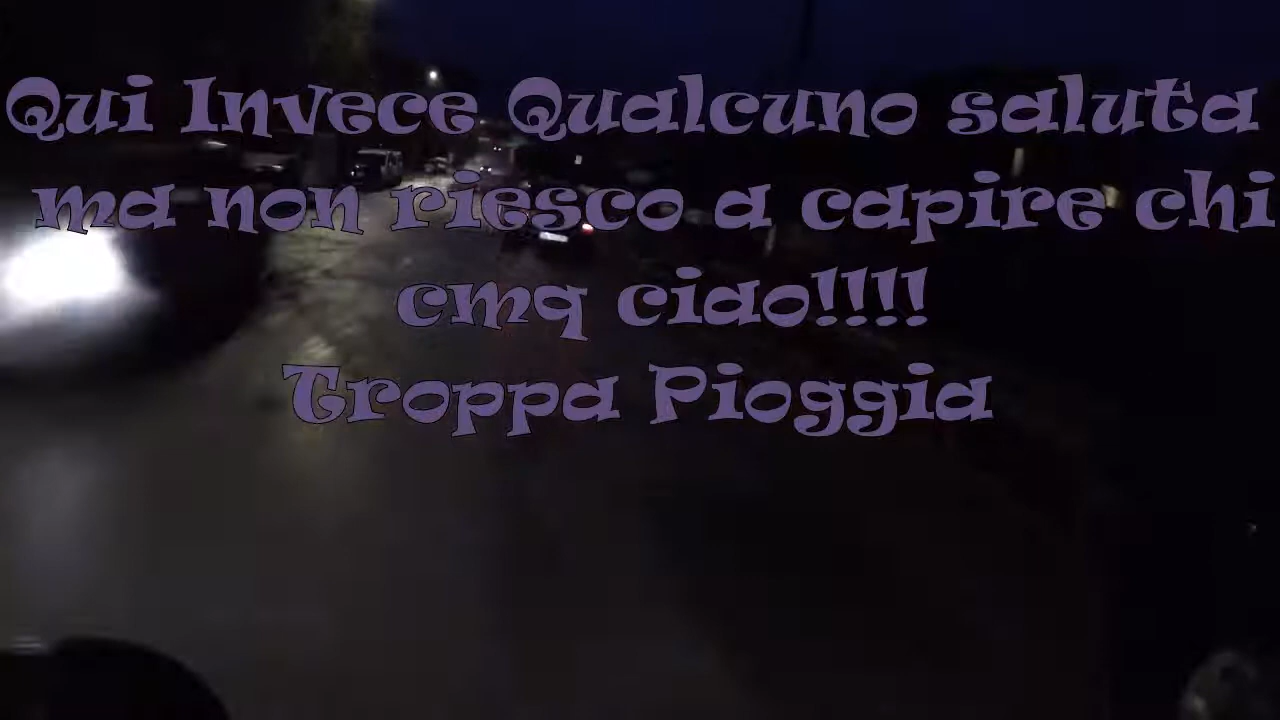 Qui Invece Qualcuno saluta
ma non riesco a capire chi
cmq ciao!!!!
Troppa Pioggia